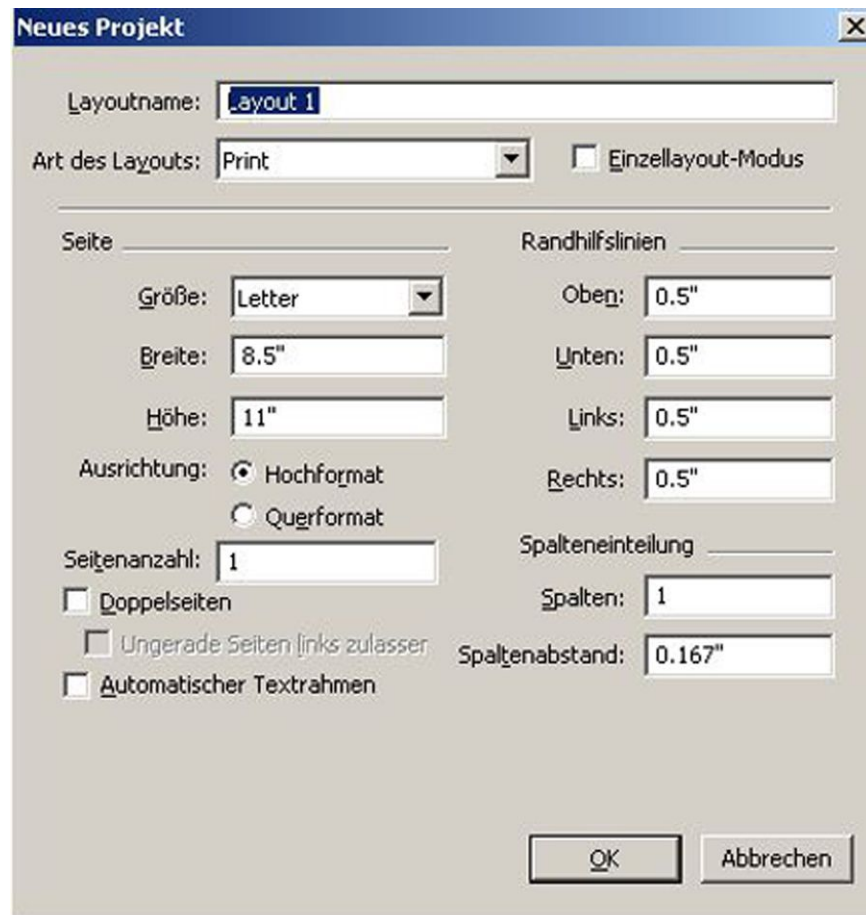 Neues Projekt
Layoutname: Layout 1
Art des Layouts: Print Einzellayout-Modus
Seite
Größe: Letter
Breite: 8.5"
Höhe: 11"
Ausrichtung: Hochformat
Querformat
Seitenanzahl: 1
Doppelseiten
Ungerade Seiten links zulasser
Automatischer Textrahmen
Randhilfslinien
Oben: 0.5"
Unten: 0.5"
Links: 0.5"
Rechts: 0.5"
Spalteneinteilung
Spalten: 1
Spaltenabstand: 0.167"
OK Abbrechen